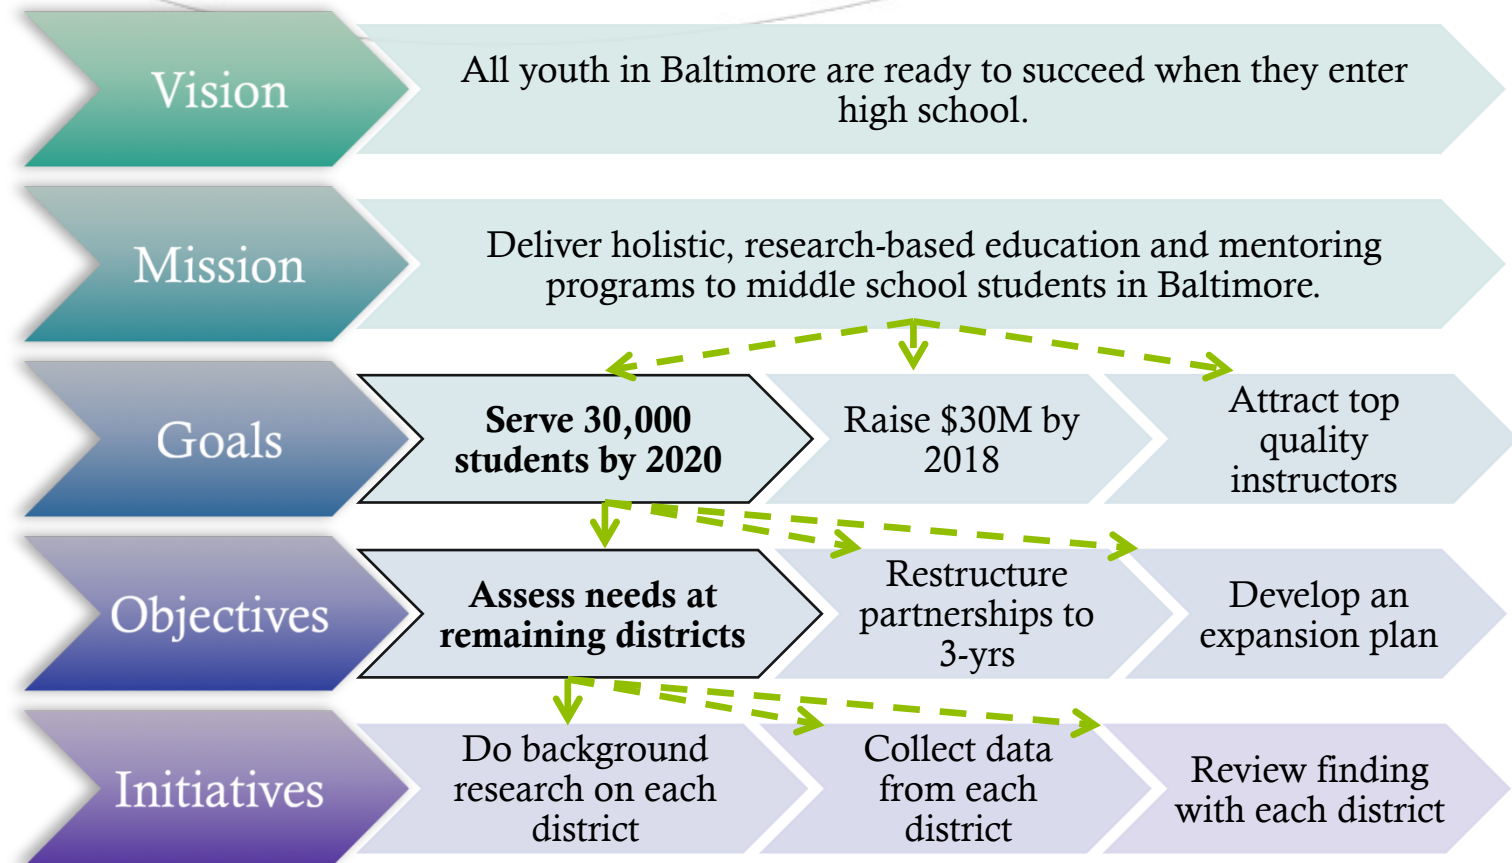 Vision
All youth in Baltimore are ready to succeed when they enter
high school.
Mission
Deliver holistic, research-based education and mentoring
programs to middle school students in Baltimore.
Goals
Serve 30,000
students by 2020
Raise $30M by
2018
Attract top
quality
instructors
Objectives
Assess needs at
remaining districts
Restructure
partnerships to
3-yrs
Develop an
expansion plan
Initiatives
Do background
research on each
district
Collect data
from each
district
Review finding
with each district